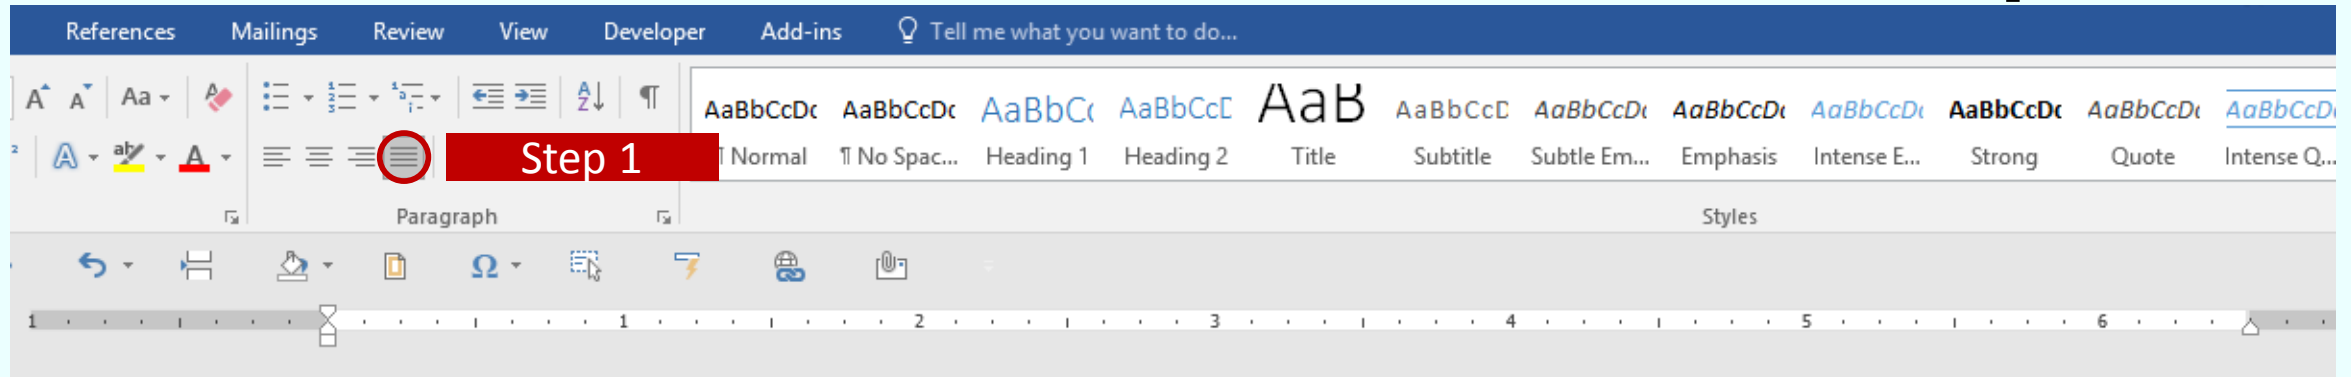 References Mailings Review View Developer Add-ins Tell me what you want to do...
Aa
AaBbCcDc AaBbCcDc AaBbCc AaBbCcD AaB AaBbCcD AaBbCcDc AaBbCcDc AaBbCcDc AaBbCcDc AaBbCcDc AaBbCcDc
Step 1
¶ Normal ¶ No Spac... Heading 1 Heading 2 Title Subtitle Subtle Em... Emphasis Intense E... Strong Quote Intense Q...
Paragraph Styles
1 1 2 3 4 5 6